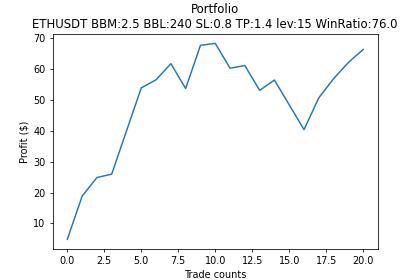 Portfolio
ETHUSDT BBM:2.5 BBL:240 SL:0.8 TP:1.4 lev:15 WinRatio:76.0
70
60
50
40
30
20
10
Profit ($)
0.0 2.5 5.0 7.5 10.0 12.5 15.0 17.5 20.0
Trade counts